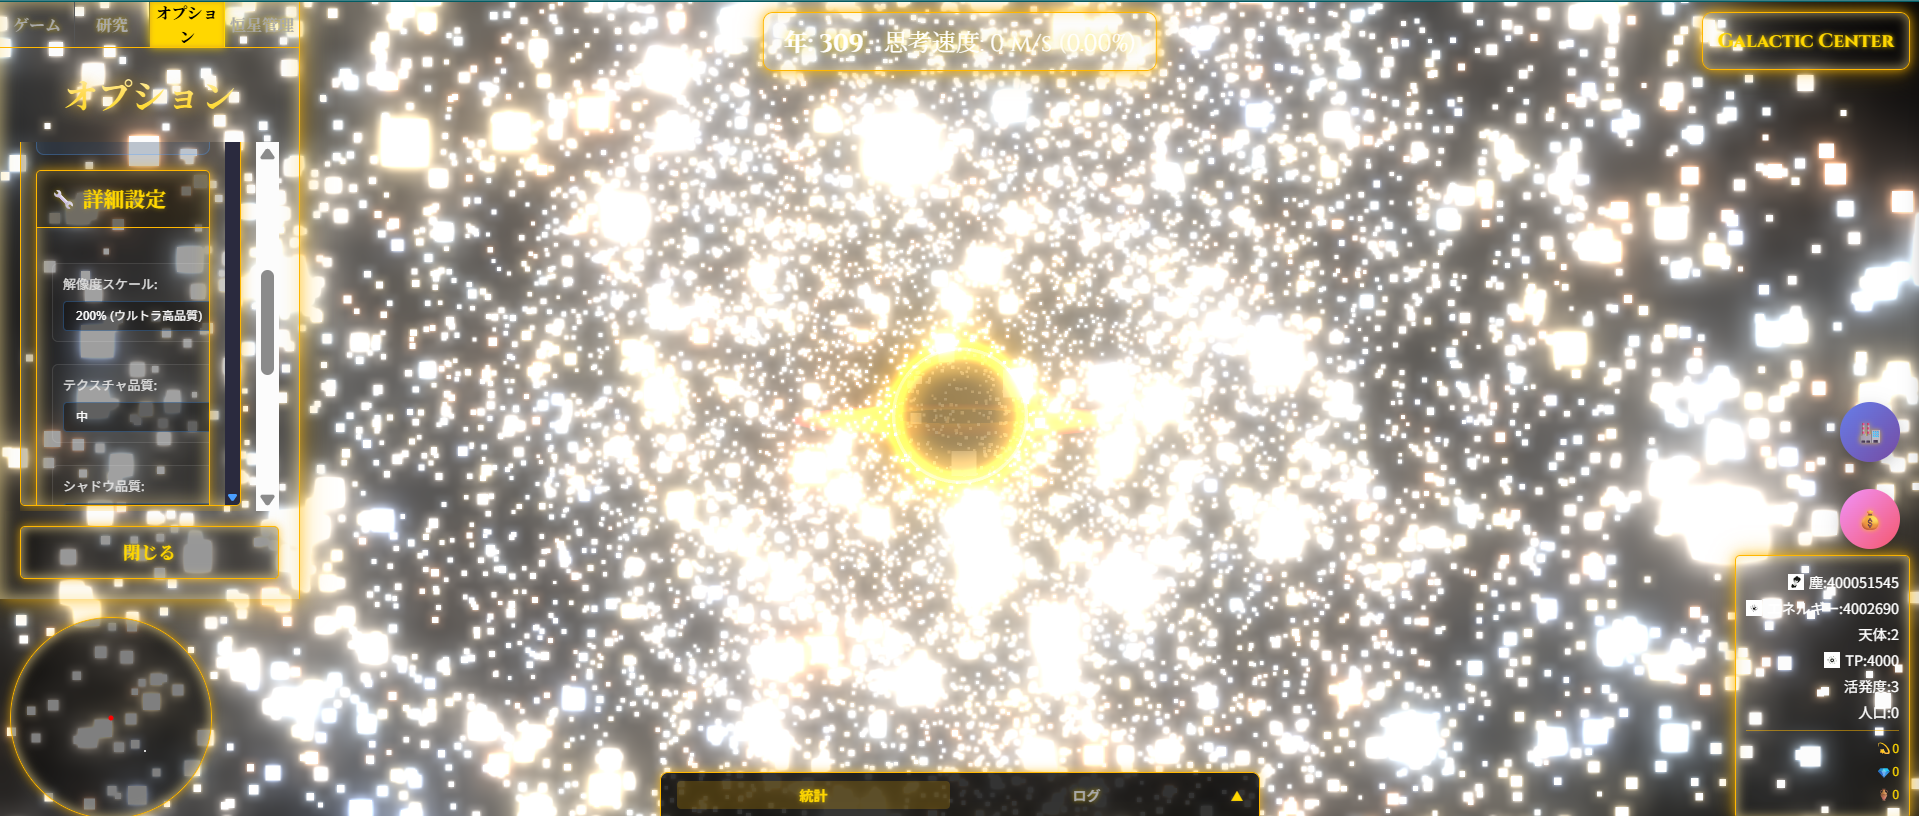 ゲーム
研究
オプション
恒星管理
オプション
詳細設定
解像度スケール:
200% (ウルトラ高品質)
テクスチャ品質:
中
シャドウ品質:
閉じる
年: 309, 思考速度: 0 M/S (0.00%)
GALACTIC CENTER
塵:400051545
エネルギー:4002690
天体:2
TP:4000
活発度:3
人口:0
0
0
0
統計
ログ